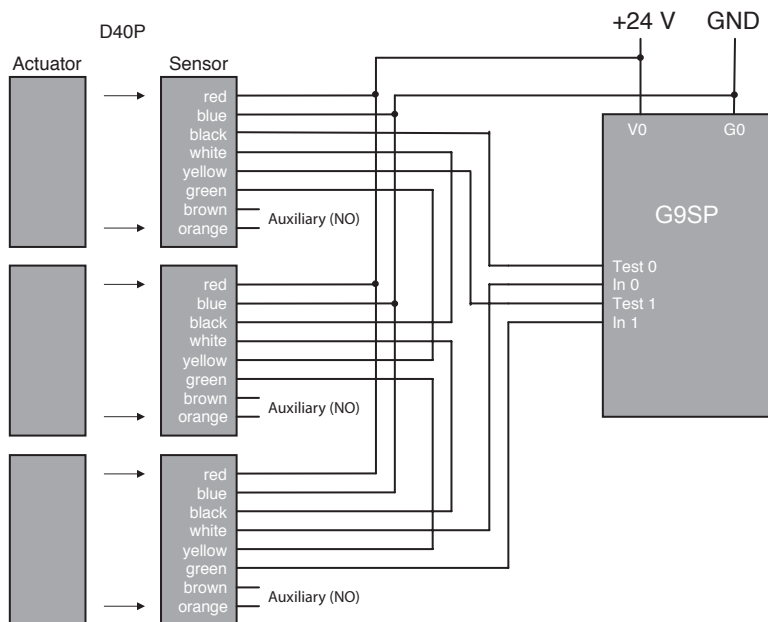 +24 V
GND
D40P
Actuator
Sensor
red
blue
black
white
yellow
green
brown
orange
Auxiliary (NO)
V0
G0
G9SP
Test 0
In 0
Test 1
In 1
red
blue
black
white
yellow
green
brown
orange
Auxiliary (NO)
red
blue
black
white
yellow
green
brown
orange
Auxiliary (NO)